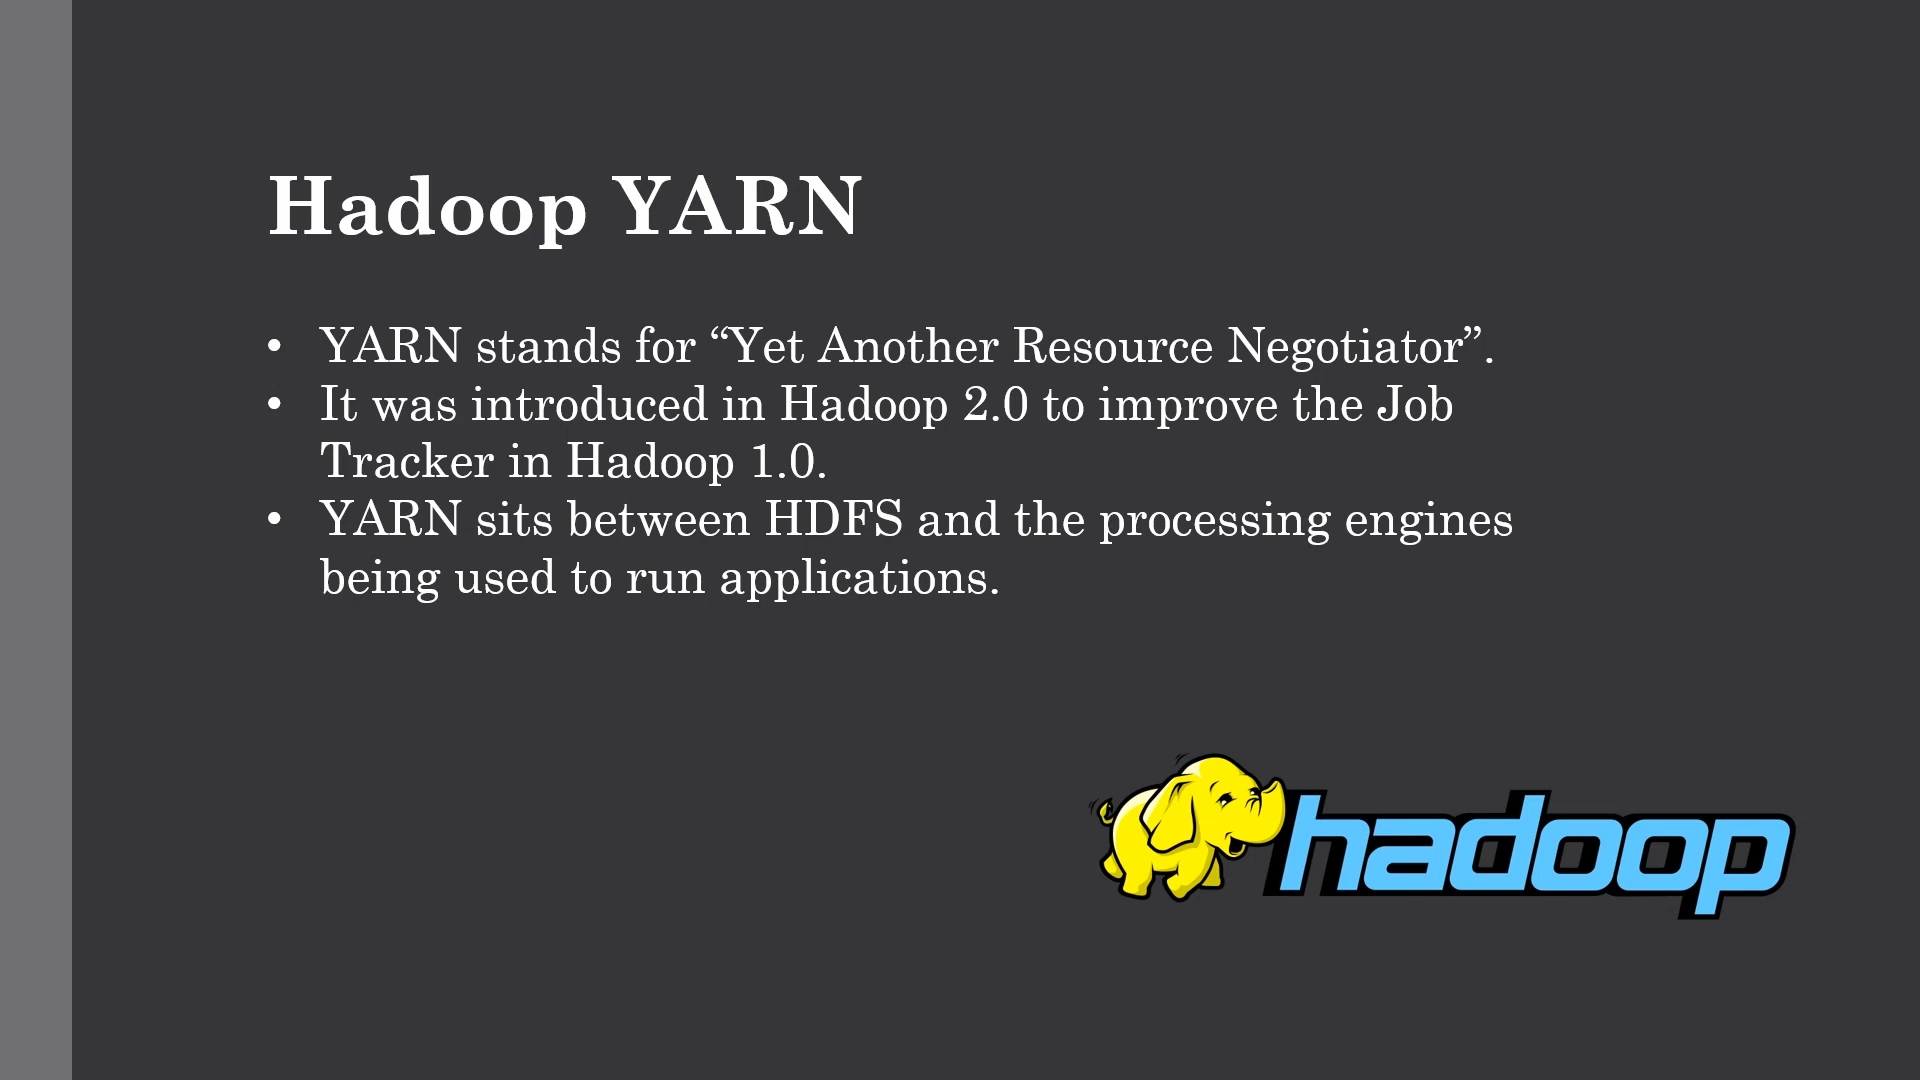 Hadoop YARN
• YARN stands for “Yet Another Resource Negotiator”.
• It was introduced in Hadoop 2.0 to improve the Job
Tracker in Hadoop 1.0.
• YARN sits between HDFS and the processing engines
being used to run applications.
hadoop